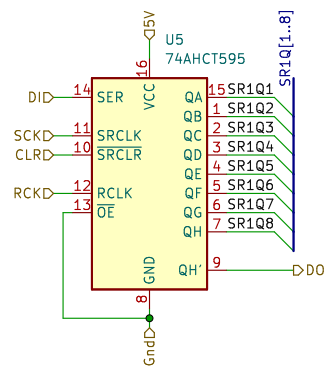 5V
U5
74AHCT595
SR1Q[1..8]
16
VCC
DI 14 SER QA 15 SR1Q1
QB 1 SR1Q2
SCK 11 SRCLK QC 2 SR1Q3
CLR 10 SRCLR QD 3 SR1Q4
QE 4 SR1Q5
RCK 12 RCLK QF 5 SR1Q6
13 OE QG 6 SR1Q7
QH 7 SR1Q8
QH' 9 DO
GND
8
Gnd